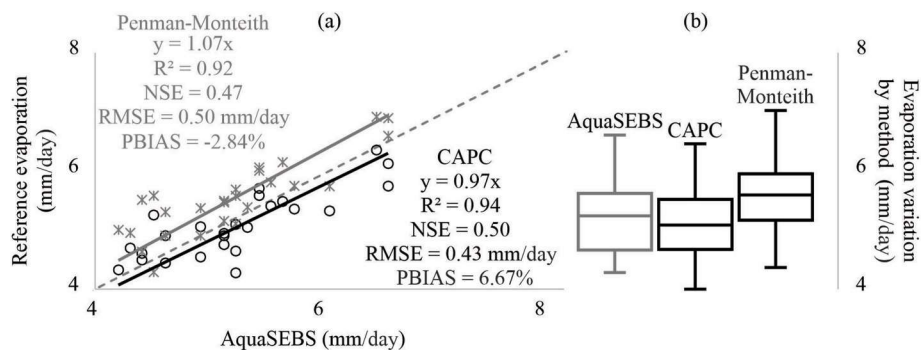 (a)
Penman-Monteith
y = 1.07x
R² = 0.92
NSE = 0.47
RMSE = 0.50 mm/day
PBIAS = -2.84%
CAPC
y = 0.97x
R² = 0.94
NSE = 0.50
RMSE = 0.43 mm/day
PBIAS = 6.67%
Reference evaporation
(mm/day)
8
6
4
4
6
8
AquaSEBS (mm/day)
(b)
AquaSEBS
CAPC
Penman-
Monteith
8
6
4
Evaporation variation
by method (mm/day)